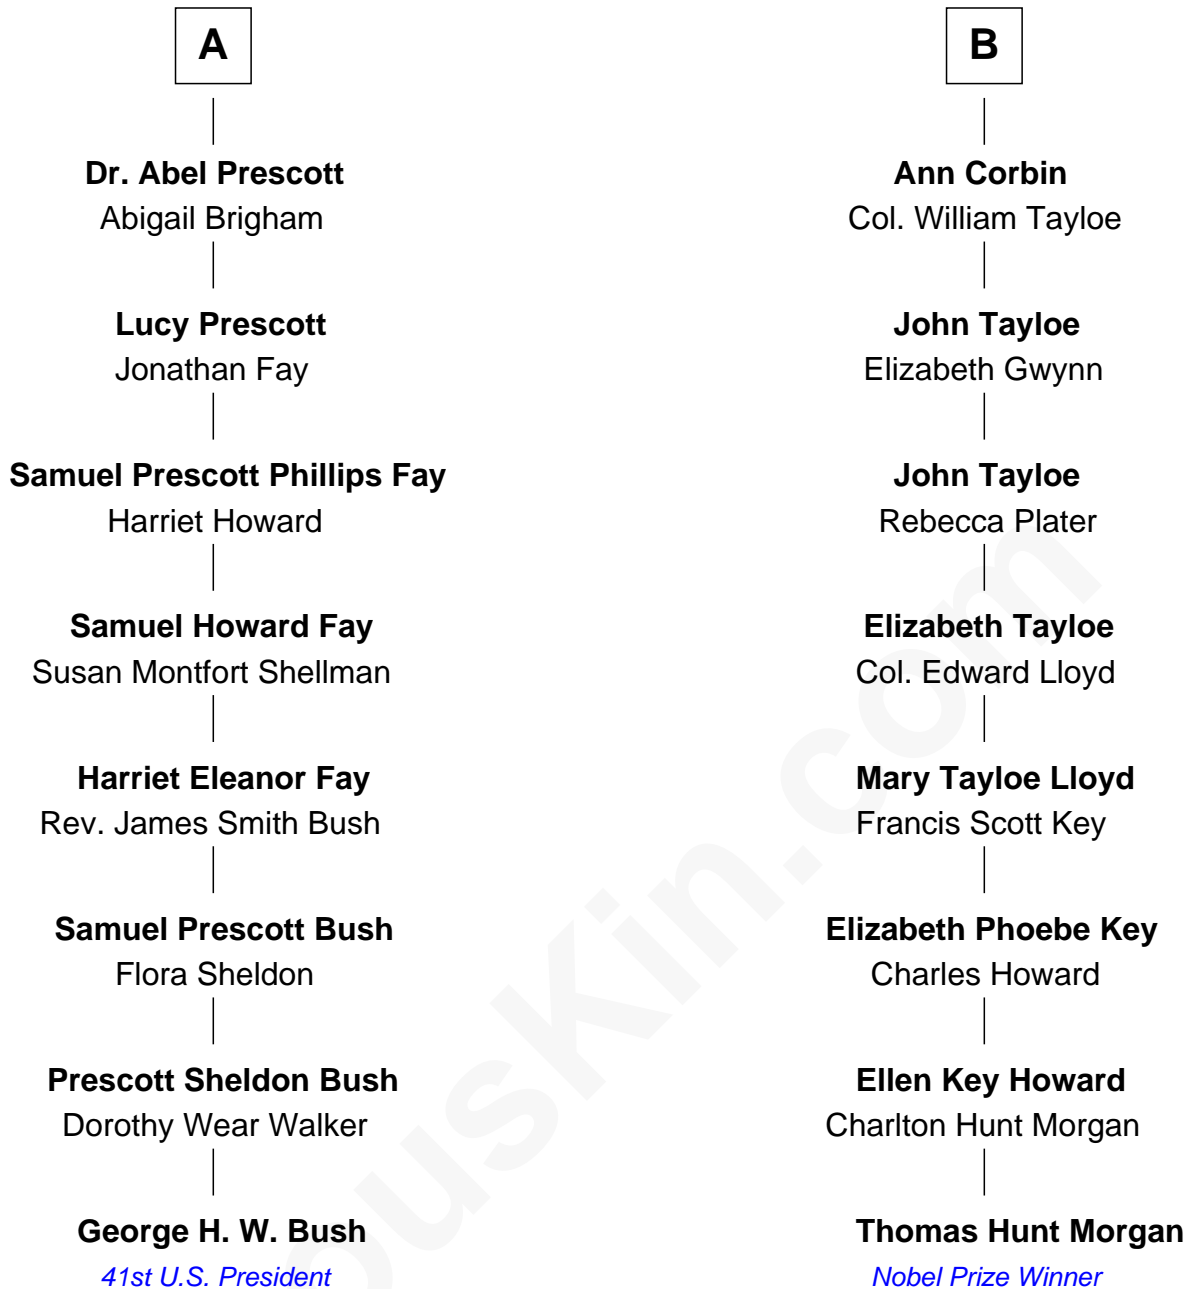 A
Dr. Abel Prescott
Abigail Brigham
Lucy Prescott
Jonathan Fay
Samuel Prescott Phillips Fay
Harriet Howard
Samuel Howard Fay
Susan Montfort Shellman
Harriet Eleanor Fay
Rev. James Smith Bush
Samuel Prescott Bush
Flora Sheldon
Prescott Sheldon Bush
Dorothy Wear Walker
George H. W. Bush
41st U.S. President
B
Ann Corbin
Col. William Tayloe
John Tayloe
Elizabeth Gwynn
John Tayloe
Rebecca Plater
Elizabeth Tayloe
Col. Edward Lloyd
Mary Tayloe Lloyd
Francis Scott Key
Elizabeth Phoebe Key
Charles Howard
Ellen Key Howard
Charlton Hunt Morgan
Thomas Hunt Morgan
Nobel Prize Winner
ousKin.com